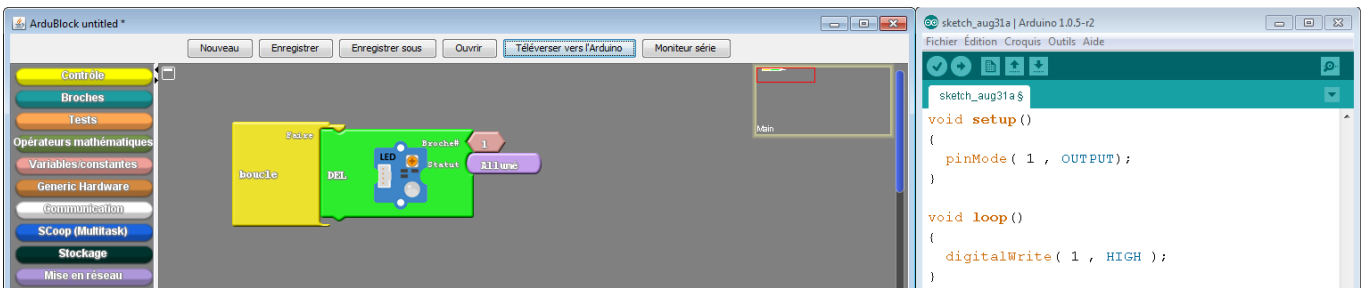 ArduBlock untitled *
Nouveau Enregistrer Enregistrer sous Ouvrir Téléverser vers l'Arduino Moniteur série
Contrôle
Broches
Tests
Opérateurs mathématiques
Variables/constantes
Generic Hardware
Communication
SCoop (Multitask)
Stockage
Mise en réseau
Faire
boucle
DEL
LED
Broche# 1
Statut Allumé
Main
sketch_aug31a | Arduino 1.0.5-r2
Fichier Édition Croquis Outils Aide
sketch_aug31a §
void setup()
{
pinMode( 1 , OUTPUT);
}
void loop()
{
digitalWrite( 1 , HIGH );
}